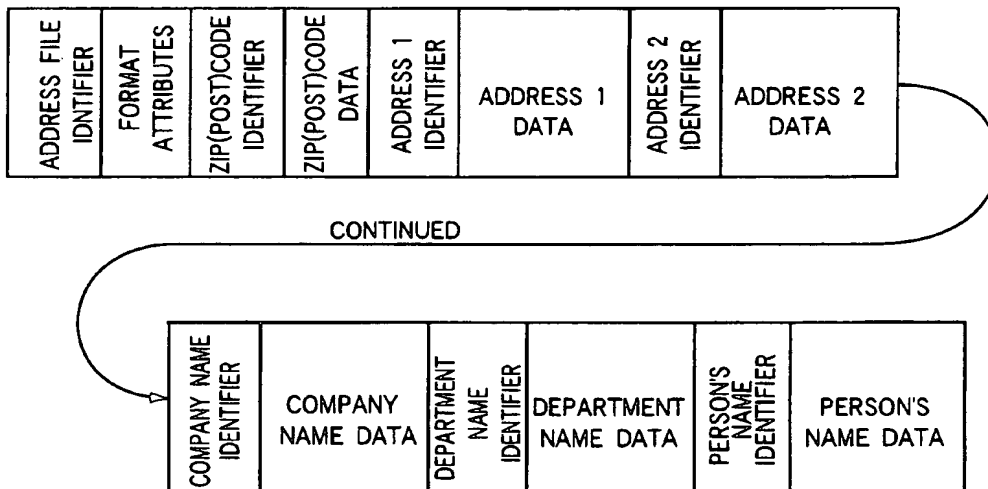 ADDRESS FILE
IDNTIFIER
FORMAT
ATTRIBUTES
ZIP(POST)CODE
IDENTIFIER
ZIP(POST)CODE
DATA
ADDRESS 1
IDENTIFIER
ADDRESS 1
DATA
ADDRESS 2
IDENTIFIER
ADDRESS 2
DATA
CONTINUED
COMPANY NAME
IDENTIFIER
COMPANY
NAME DATA
DEPARTMENT
NAME
IDENTIFIER
DEPARTMENT
NAME DATA
PERSON'S
NAME
IDENTIFIER
PERSON'S
NAME DATA